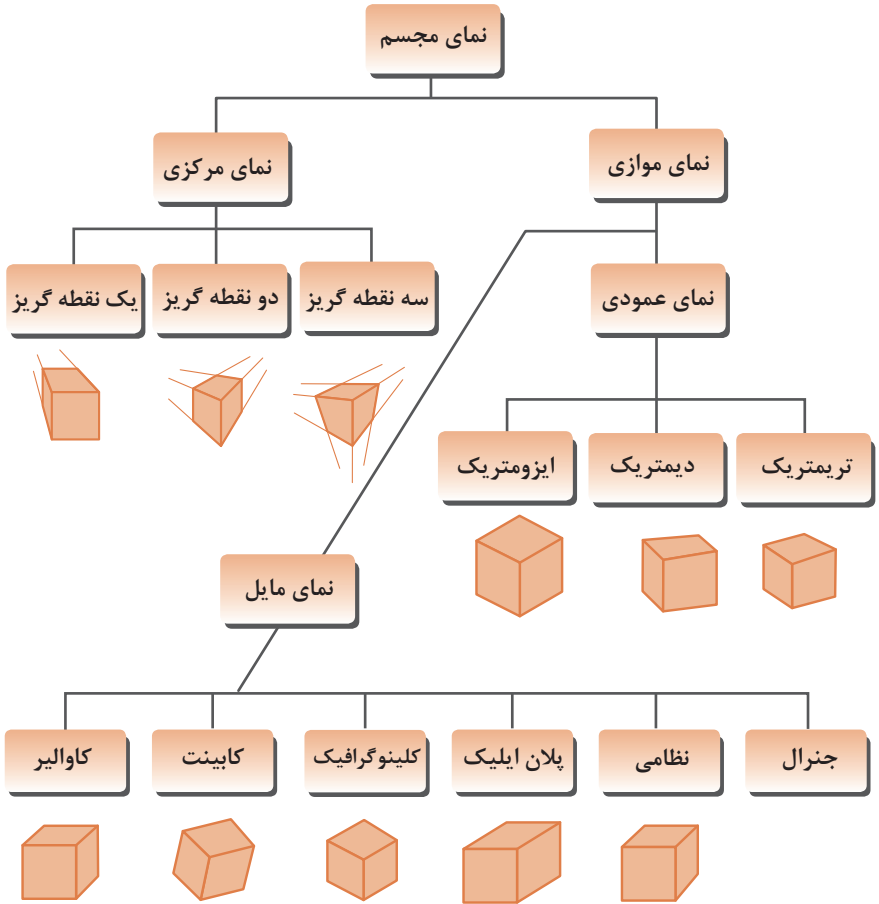 نمای مجسم
نمای موازی
نمای مرکزی
نمای عمودی
سه نقطه گریز
دو نقطه گریز
یک نقطه گریز
تریمتریک
دیمتریک
ایزومتریک
نمای مایل
جنرال
نظامی
پلان ایلیک
کلینوگرافیک
کابینت
کاوالیر